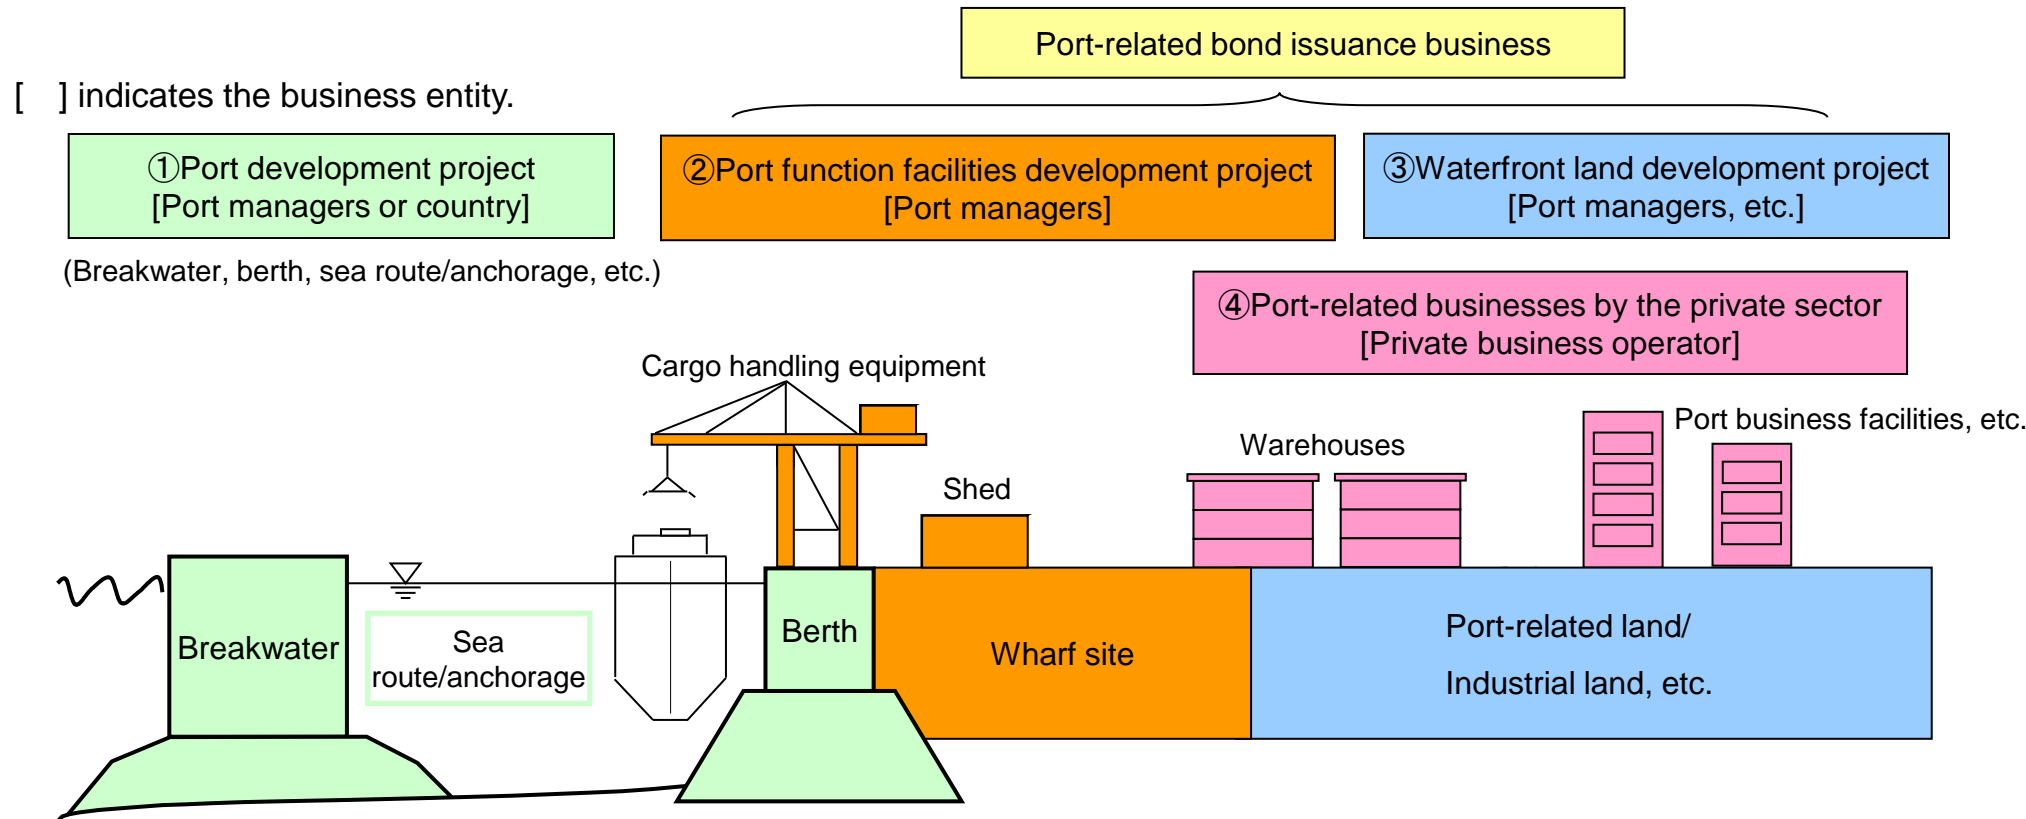 Port-related bond issuance business
[　] indicates the business entity.
①Port development project
[Port managers or country]
②Port function facilities development project
[Port managers]
③Waterfront land development project
[Port managers, etc.]
(Breakwater, berth, sea route/anchorage, etc.)
④Port-related businesses by the private sector
[Private business operator]
Cargo handling equipment
Port business facilities, etc.
Warehouses
Shed
Breakwater
Sea
route/anchorage
Berth
Wharf site
Port-related land/
Industrial land, etc.